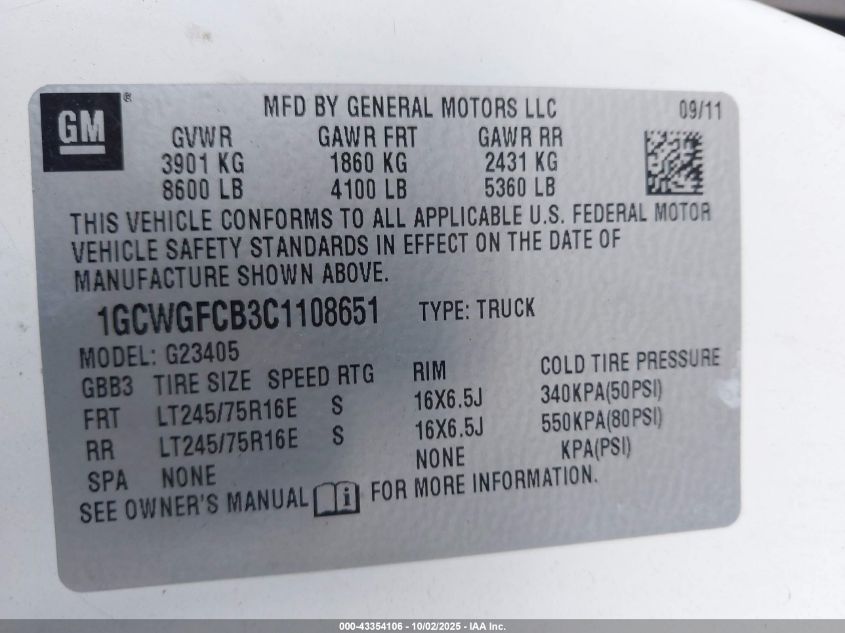 GM
®
MFD BY GENERAL MOTORS LLC 09/11
GVWR GAWR FRT GAWR RR
3901 KG 1860 KG 2431 KG
8600 LB 4100 LB 5360 LB
THIS VEHICLE CONFORMS TO ALL APPLICABLE U.S. FEDERAL MOTOR
VEHICLE SAFETY STANDARDS IN EFFECT ON THE DATE OF
MANUFACTURE SHOWN ABOVE.
1GCWGFCB3C1108651 TYPE: TRUCK
MODEL: G23405
GBB3 TIRE SIZE SPEED RTG RIM COLD TIRE PRESSURE
FRT LT245/75R16E S 16X6.5J 340KPA(50PSI)
RR LT245/75R16E S 16X6.5J 550KPA(80PSI)
SPA NONE NONE KPA(PSI)
SEE OWNER'S MANUAL i FOR MORE INFORMATION.
000-43354106 - 10/02/2025 - IAA Inc.